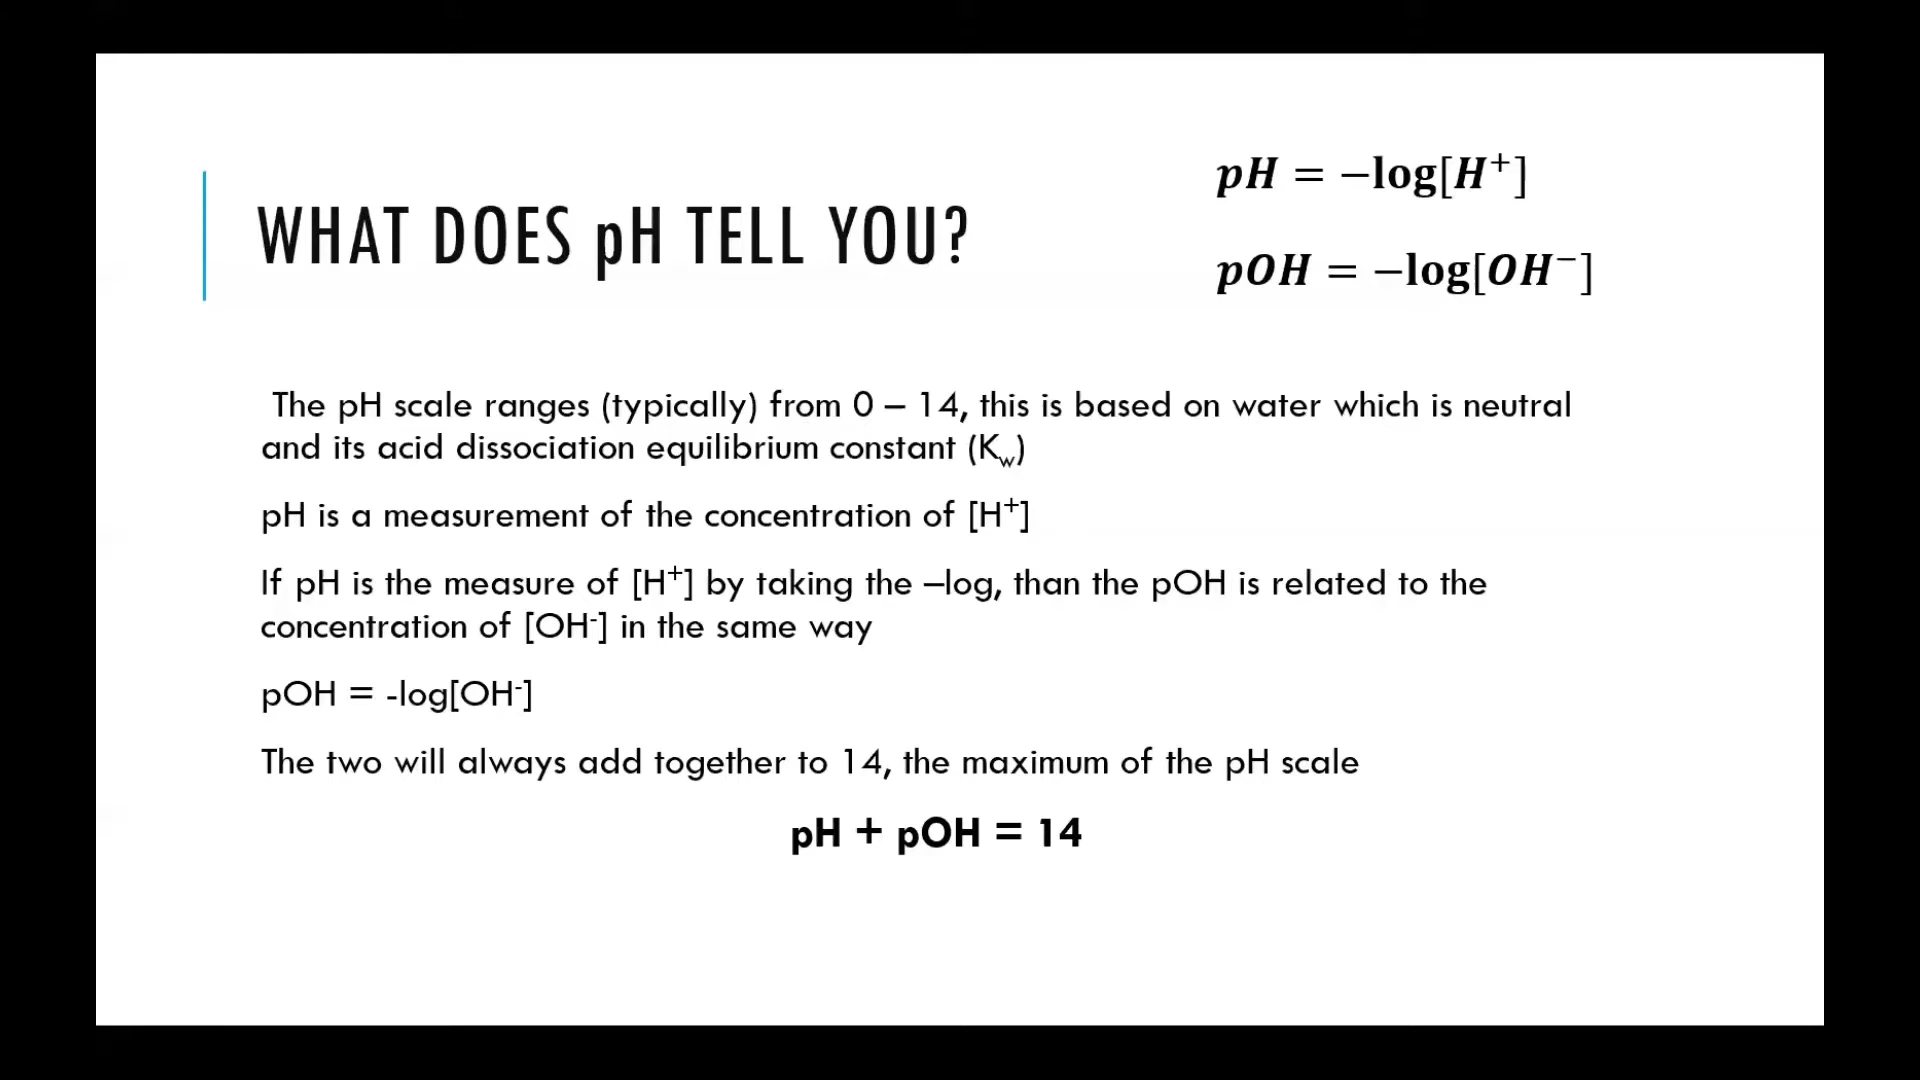 WHAT DOES pH TELL YOU?
pH = −log[H⁺]
pOH = −log[OH⁻]
The pH scale ranges (typically) from 0 – 14, this is based on water which is neutral
and its acid dissociation equilibrium constant (K_w)
pH is a measurement of the concentration of [H⁺]
If pH is the measure of [H⁺] by taking the –log, than the pOH is related to the
concentration of [OH⁻] in the same way
pOH = -log[OH⁻]
The two will always add together to 14, the maximum of the pH scale
pH + pOH = 14